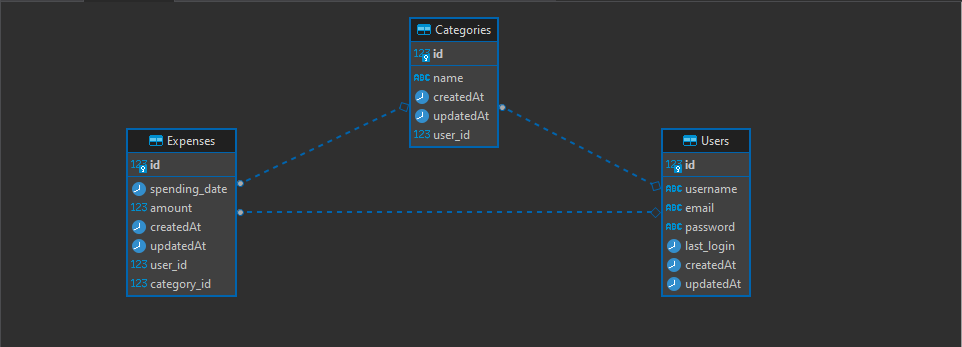 Categories
123 id
ABC name
createdAt
updatedAt
123 user_id
Expenses
123 id
spending_date
123 amount
createdAt
updatedAt
123 user_id
123 category_id
Users
123 id
ABC username
ABC email
ABC password
last_login
createdAt
updatedAt